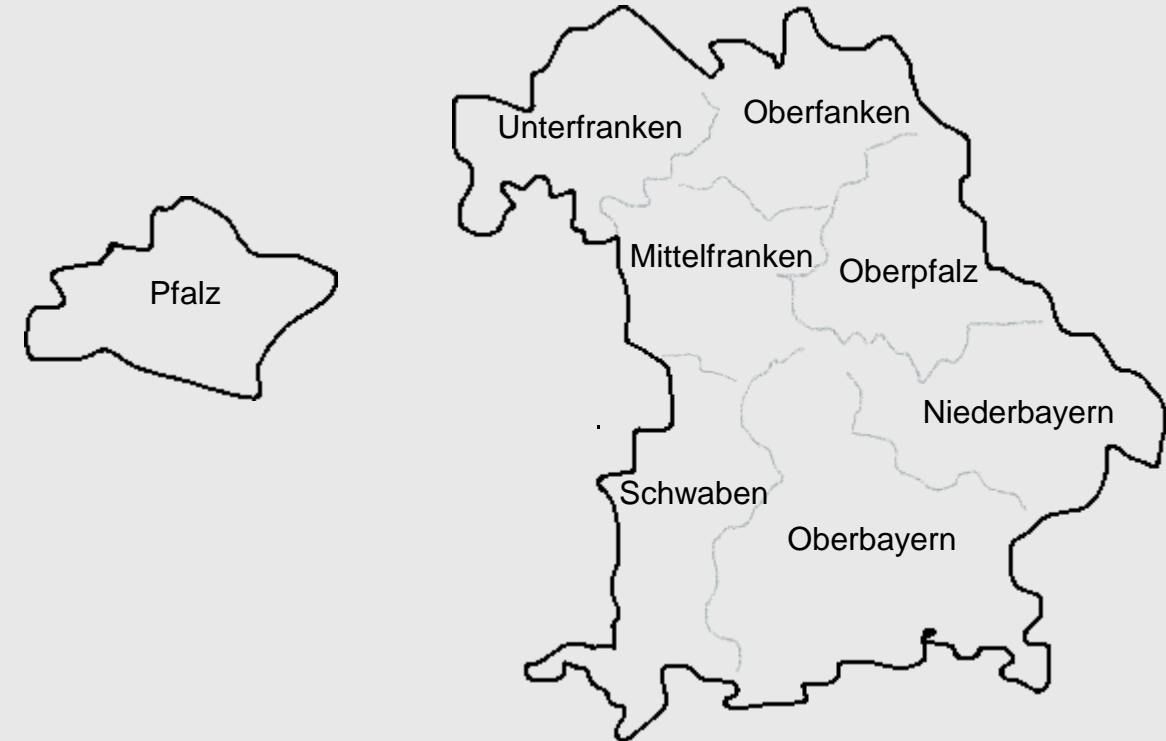 Oberfanken
Unterfranken
Mittelfranken
Oberpfalz
Pfalz
Niederbayern
Schwaben
Oberbayern